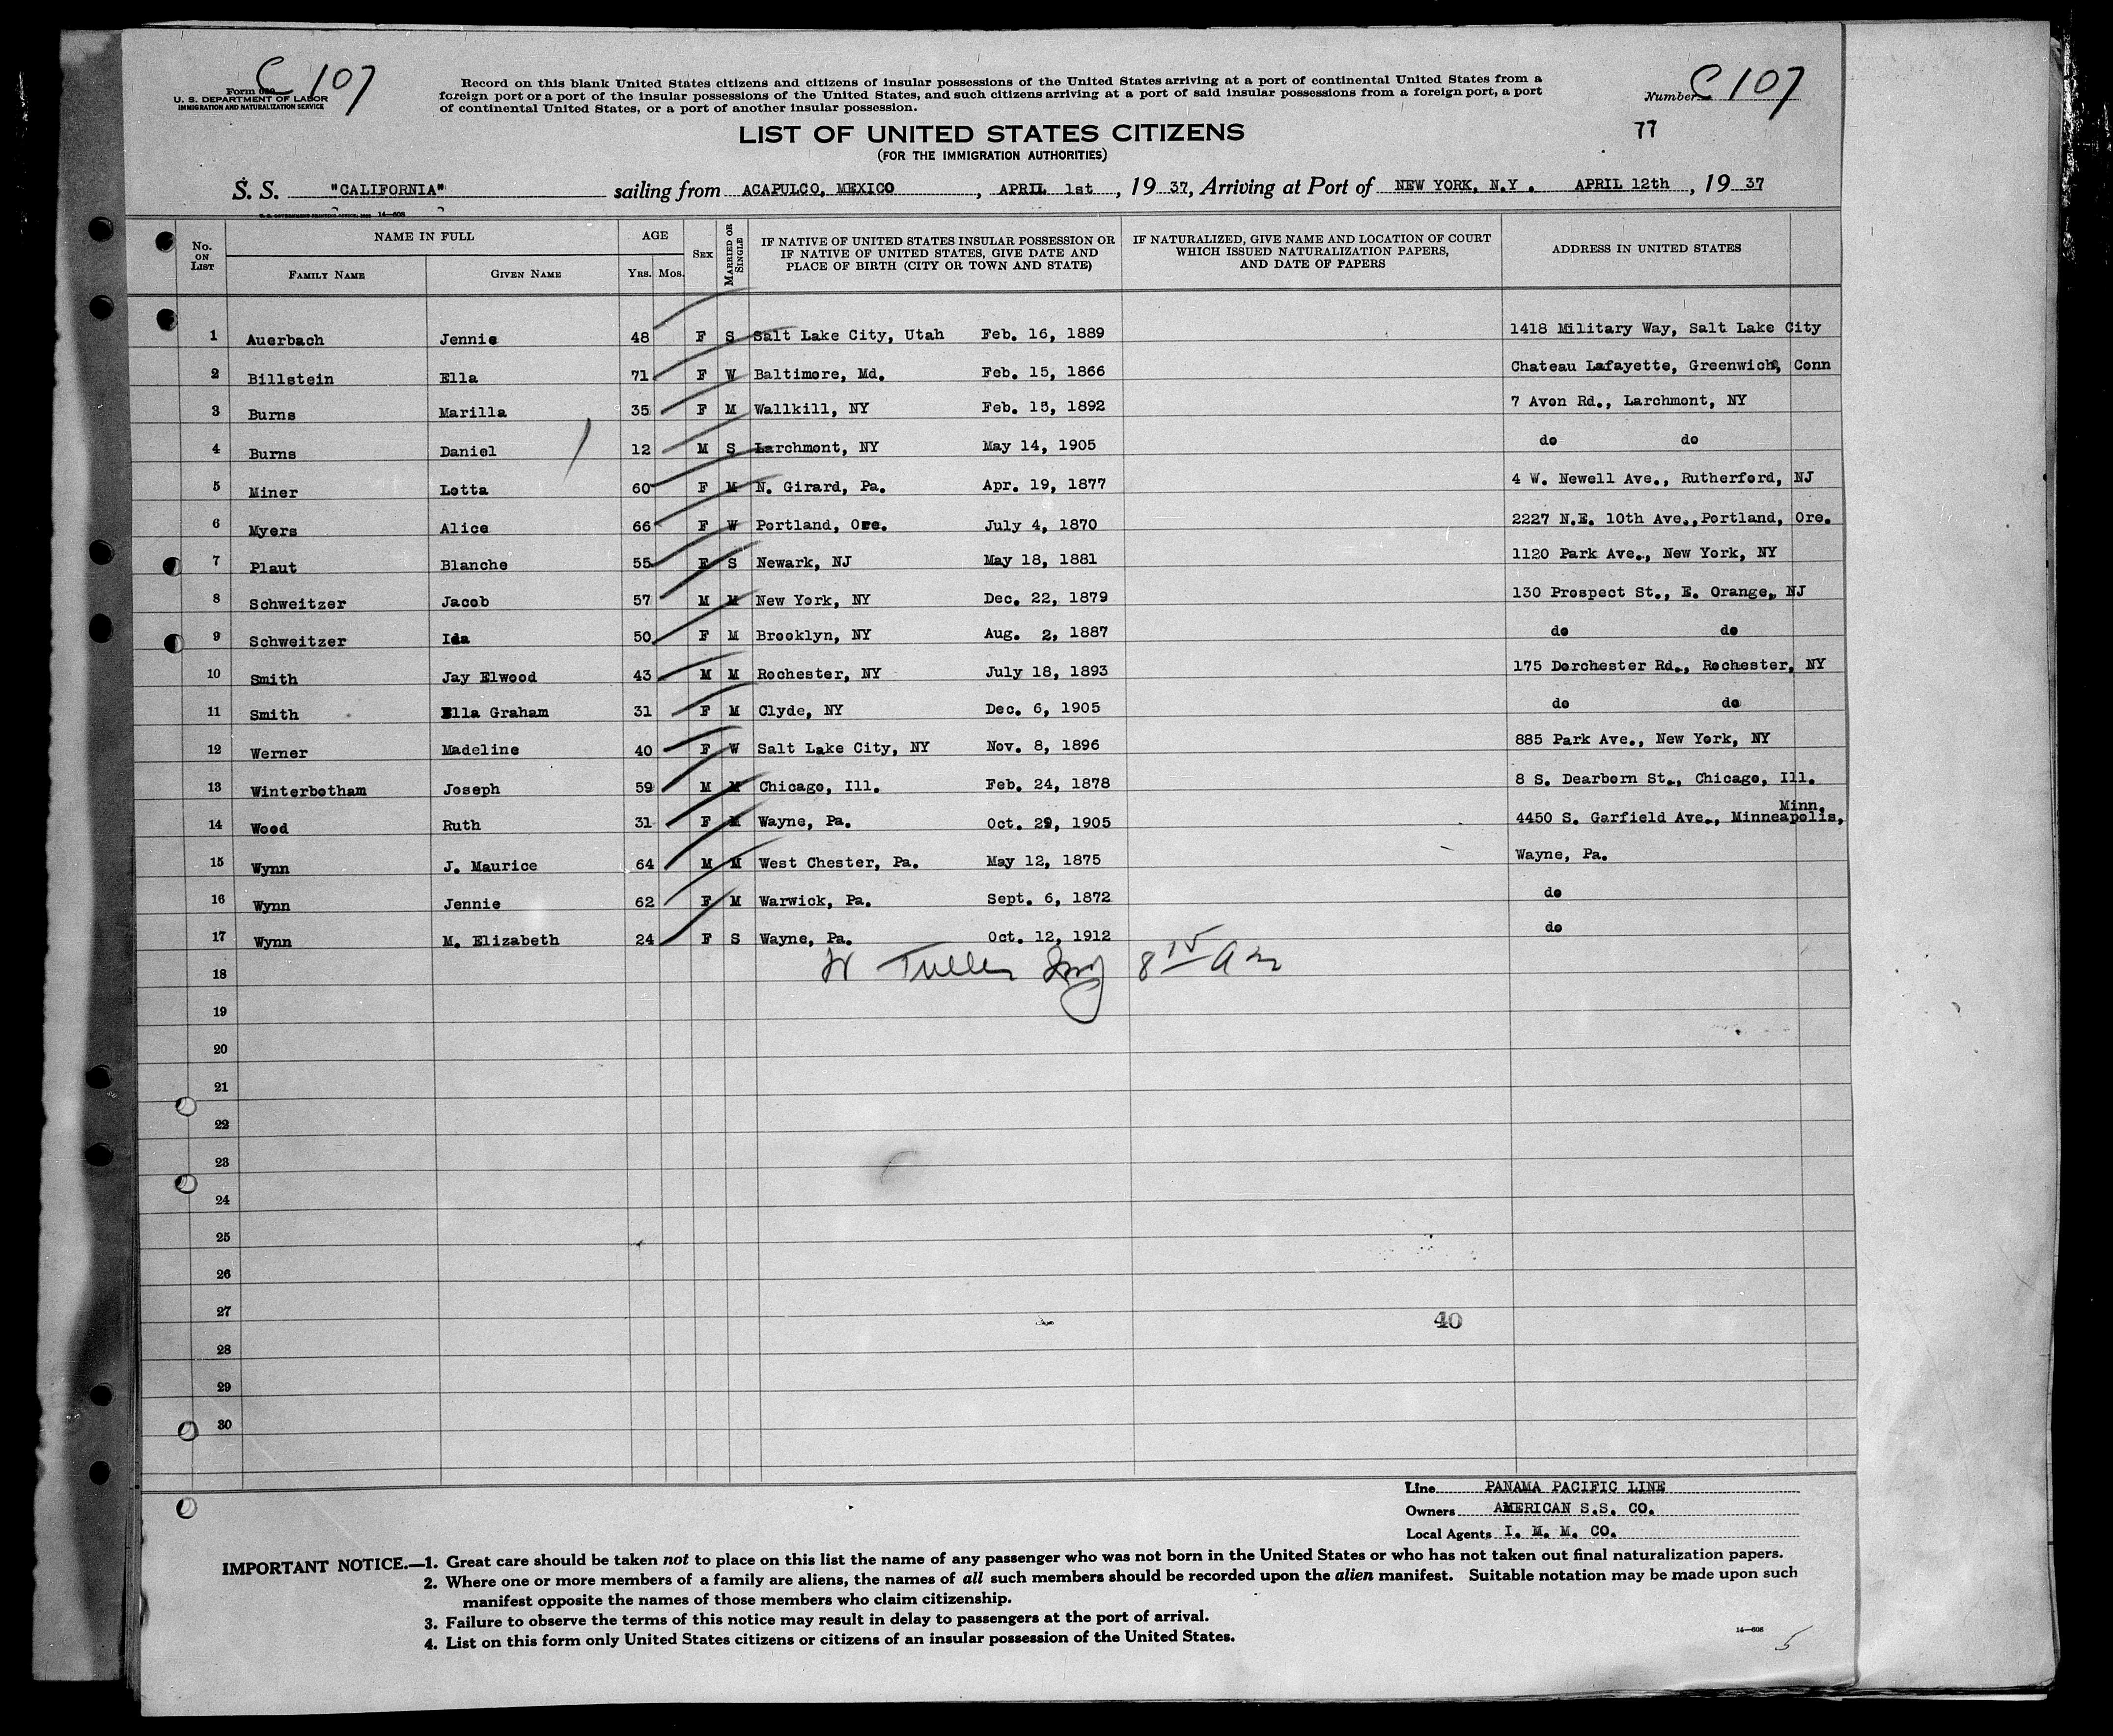 C 107
Form 630
U. S. DEPARTMENT OF LABOR
IMMIGRATION AND NATURALIZATION SERVICE
Record on this blank United States citizens and citizens of insular possessions of the United States arriving at a port of continental United States from a
foreign port or a port of the insular possessions of the United States, and such citizens arriving at a port of said insular possessions from a foreign port, a port
of continental United States, or a port of another insular possession.
Number C 107
77
LIST OF UNITED STATES CITIZENS
(FOR THE IMMIGRATION AUTHORITIES)
S. S. "CALIFORNIA" sailing from ACAPULCO, MEXICO, APRIL 1st, 1937, Arriving at Port of NEW YORK, N.Y. APRIL 12th, 1937
14—608
No. ON LIST NAME IN FULL AGE SEX MARRIED OR SINGLE IF NATIVE OF UNITED STATES INSULAR POSSESSION OR IF NATIVE OF UNITED STATES, GIVE DATE AND PLACE OF BIRTH (CITY OR TOWN AND STATE) IF NATURALIZED, GIVE NAME AND LOCATION OF COURT WHICH ISSUED NATURALIZATION PAPERS, AND DATE OF PAPERS ADDRESS IN UNITED STATES
FAMILY NAME GIVEN NAME YRS. MOS.
1 Auerbach Jennie 48 F S Salt Lake City, Utah Feb. 16, 1889 1418 Military Way, Salt Lake City
2 Billstein Ella 71 F W Baltimore, Md. Feb. 15, 1866 Chateau Lafayette, Greenwich, Conn
3 Burns Marilla 35 F M Wallkill, NY Feb. 15, 1892 7 Avon Rd., Larchmont, NY
4 Burns Daniel 12 M S Larchmont, NY May 14, 1905 do do
5 Miner Lotta 60 F M N. Girard, Pa. Apr. 19, 1877 4 W. Newell Ave., Rutherford, NJ
6 Myers Alice 66 F W Portland, Ore. July 4, 1870 2227 N.E. 10th Ave., Portland, Ore.
7 Plaut Blanche 55 F S Newark, NJ May 18, 1881 1120 Park Ave., New York, NY
8 Schweitzer Jacob 57 M M New York, NY Dec. 22, 1879 130 Prospect St., E. Orange, NJ
9 Schweitzer Ida 50 F M Brooklyn, NY Aug. 2, 1887 do do
10 Smith Jay Elwood 43 M M Rochester, NY July 18, 1893 175 Dorchester Rd., Rochester, NY
11 Smith Ella Graham 31 F M Clyde, NY Dec. 6, 1905 do do
12 Werner Madeline 40 F W Salt Lake City, NY Nov. 8, 1896 885 Park Ave., New York, NY
13 Winterbotham Joseph 59 M M Chicago, Ill. Feb. 24, 1878 8 S. Dearborn St., Chicago, Ill.
14 Wood Ruth 31 F M Wayne, Pa. Oct. 29, 1905 4450 S. Garfield Ave., Minneapolis, Minn.
15 Wynn J. Maurice 64 M M West Chester, Pa. May 12, 1875 Wayne, Pa.
16 Wynn Jennie 62 F M Warwick, Pa. Sept. 6, 1872 do
17 Wynn M. Elizabeth 24 F S Wayne, Pa. Oct. 12, 1912 do
18 8 15 am
19
20
21
22
23
24
25
26
27
40
28
29
30
Line PANAMA PACIFIC LINE
Owners AMERICAN S.S. CO.
Local Agents I. M. M. CO.
IMPORTANT NOTICE.—1. Great care should be taken not to place on this list the name of any passenger who was not born in the United States or who has not taken out final naturalization papers.
2. Where one or more members of a family are aliens, the names of all such members should be recorded upon the alien manifest. Suitable notation may be made upon such
manifest opposite the names of those members who claim citizenship.
3. Failure to observe the terms of this notice may result in delay to passengers at the port of arrival.
4. List on this form only United States citizens or citizens of an insular possession of the United States.
14—608
5